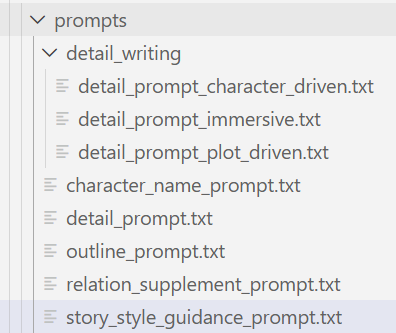 prompts
detail_writing
detail_prompt_character_driven.txt
detail_prompt_immersive.txt
detail_prompt_plot_driven.txt
character_name_prompt.txt
detail_prompt.txt
outline_prompt.txt
relation_supplement_prompt.txt
story_style_guidance_prompt.txt